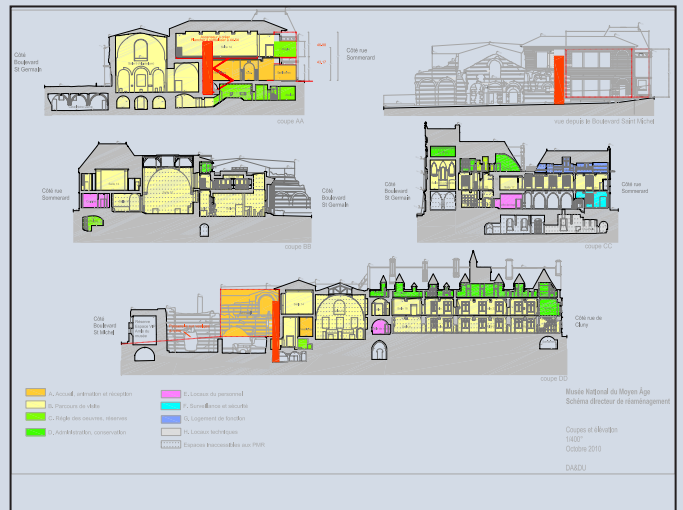 Côté
Boulevard
St Germain
Côté rue
Sommerard
coupe AA
vue depuis le Boulevard Saint Michel
Côté rue
Sommerard
Côté
Boulevard
St Germain
coupe BB
Côté
Boulevard
St Germain
Côté rue
Sommerard
coupe CC
Côté
Boulevard
St Michel
Côté rue de
Cluny
coupe DD
A. Accueil, animation et réception
B. Parcours de visite
C. Régie des oeuvres, réserves
D. Administration, conservation
E. Locaux du personnel
F. Surveillance et sécurité
G. Logement de fonction
H. Locaux techniques
Espaces inaccessibles aux PMR
Musée National du Moyen Âge
Schéma directeur de réaménagement
Coupes et élévation
1/400°
Octobre 2010
DA&DU